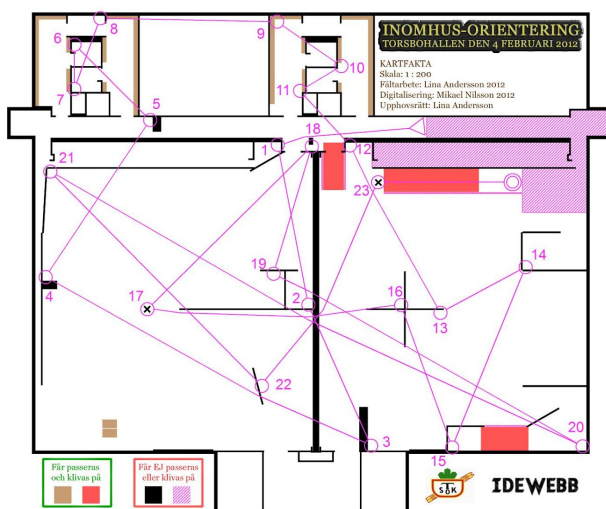 INOMHUS-ORIENTERING
TORSBOHALLEN DEN 4 FEBRUARI 2012
KARTFAKTA
Skala: 1 : 200
Fältarbete: Lina Andersson 2012
Digitalisering: Mikael Nilsson 2012
Upphovsrätt: Lina Andersson
8
9
6
10
7
11
5
1
18
12
21
23
19
14
4
17
2
16
13
22
3
15
20
Får passeras
och klivas på
Får EJ passeras
eller klivas på
STOK
IDEWEBB